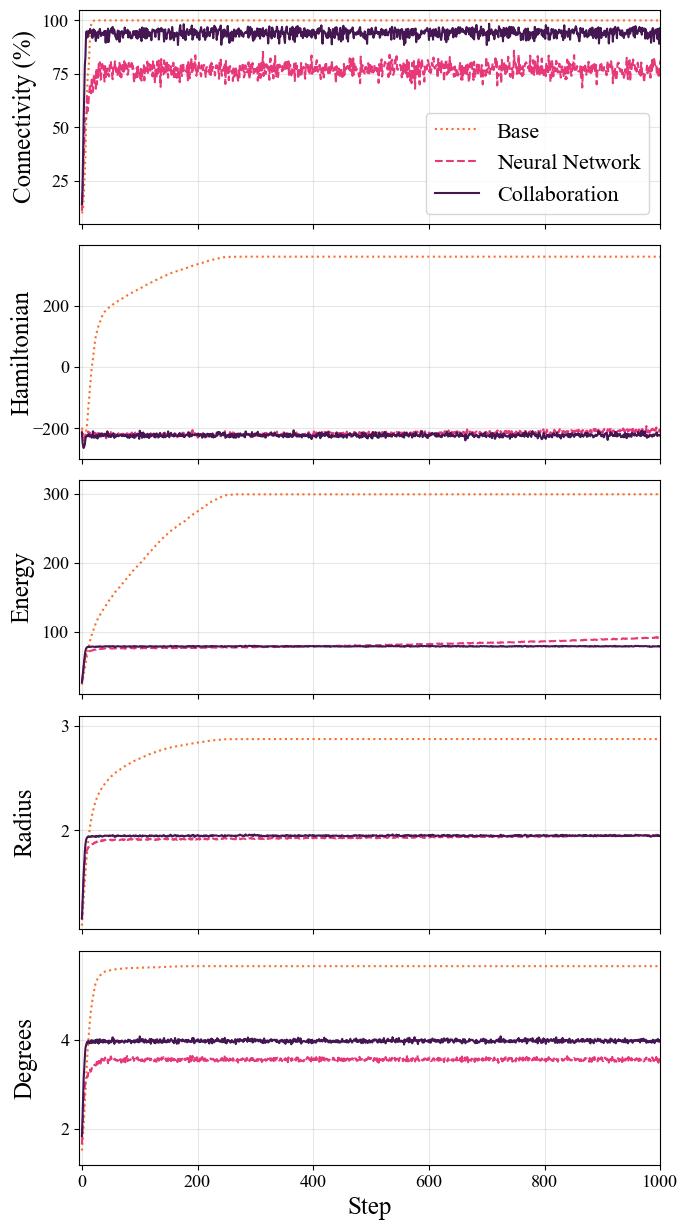 Connectivity (%)
100
75
50
25
Base
Neural Network
Collaboration
Hamiltonian
200
0
−200
Energy
300
200
100
Radius
3
2
Degrees
4
2
0
200
400
600
800
1000
Step